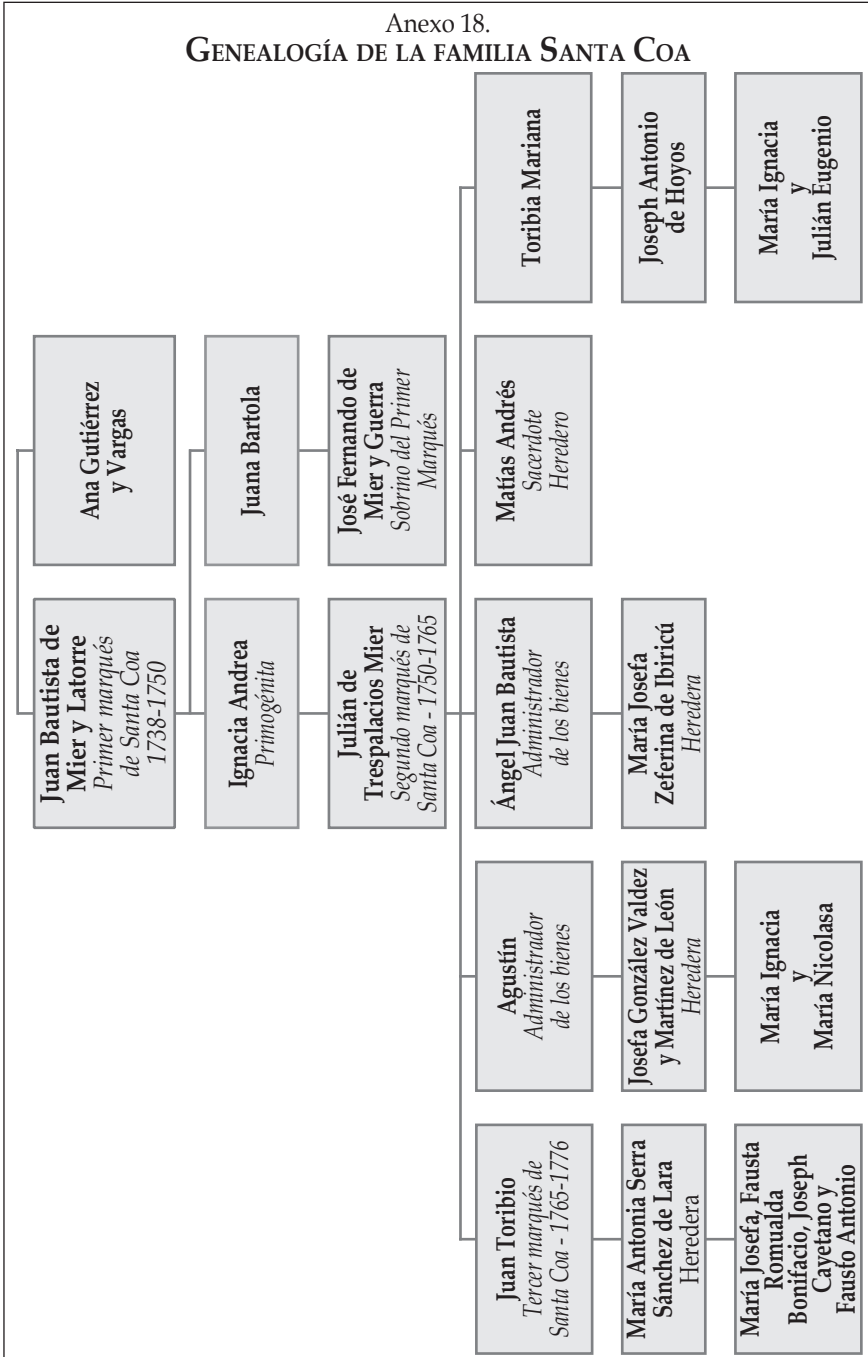 Anexo 18.
GENEALOGÍA DE LA FAMILIA SANTA COA
Juan Bautista de
Mier y Latorre
Primer marqués
de Santa Coa
1738-1750
Ana Gutiérrez
y Vargas
Ignacia Andrea
Primogénita
Juana Bartola
Julián de
Trespalacios Mier
Segundo marqués de
Santa Coa - 1750-1765
José Fernando de
Mier y Guerra
Sobrino del Primer
Marqués
Juan Toribio
Tercer marqués de
Santa Coa - 1765-1776
Agustín
Administrador
de los bienes
Ángel Juan Bautista
Administrador
de los bienes
Matías Andrés
Sacerdote
Heredero
Toribia Mariana
María Antonia Serra
Sánchez de Lara
Heredera
Josefa González Valdez
y Martínez de León
Heredera
María Josefa
Zeferina de Ibiricú
Heredera
Joseph Antonio
de Hoyos
María Josefa, Fausta
Romualda
Bonifacio, Joseph
Cayetano y
Fausto Antonio
María Ignacia
y
María Nicolasa
María Ignacia
y
Julián Eugenio